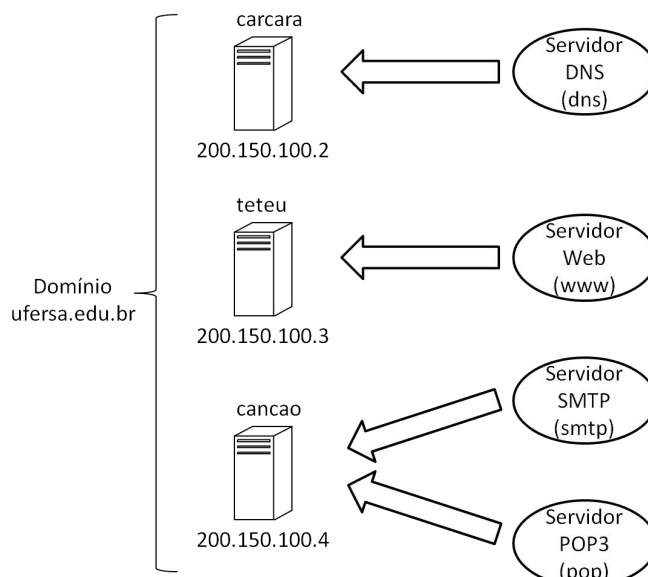 carcara
Servidor
DNS
(dns)
200.150.100.2
teteu
Servidor
Web
(www)
200.150.100.3
Domínio
ufersa.edu.br
cancao
Servidor
SMTP
(smtp)
200.150.100.4
Servidor
POP3
(pop)